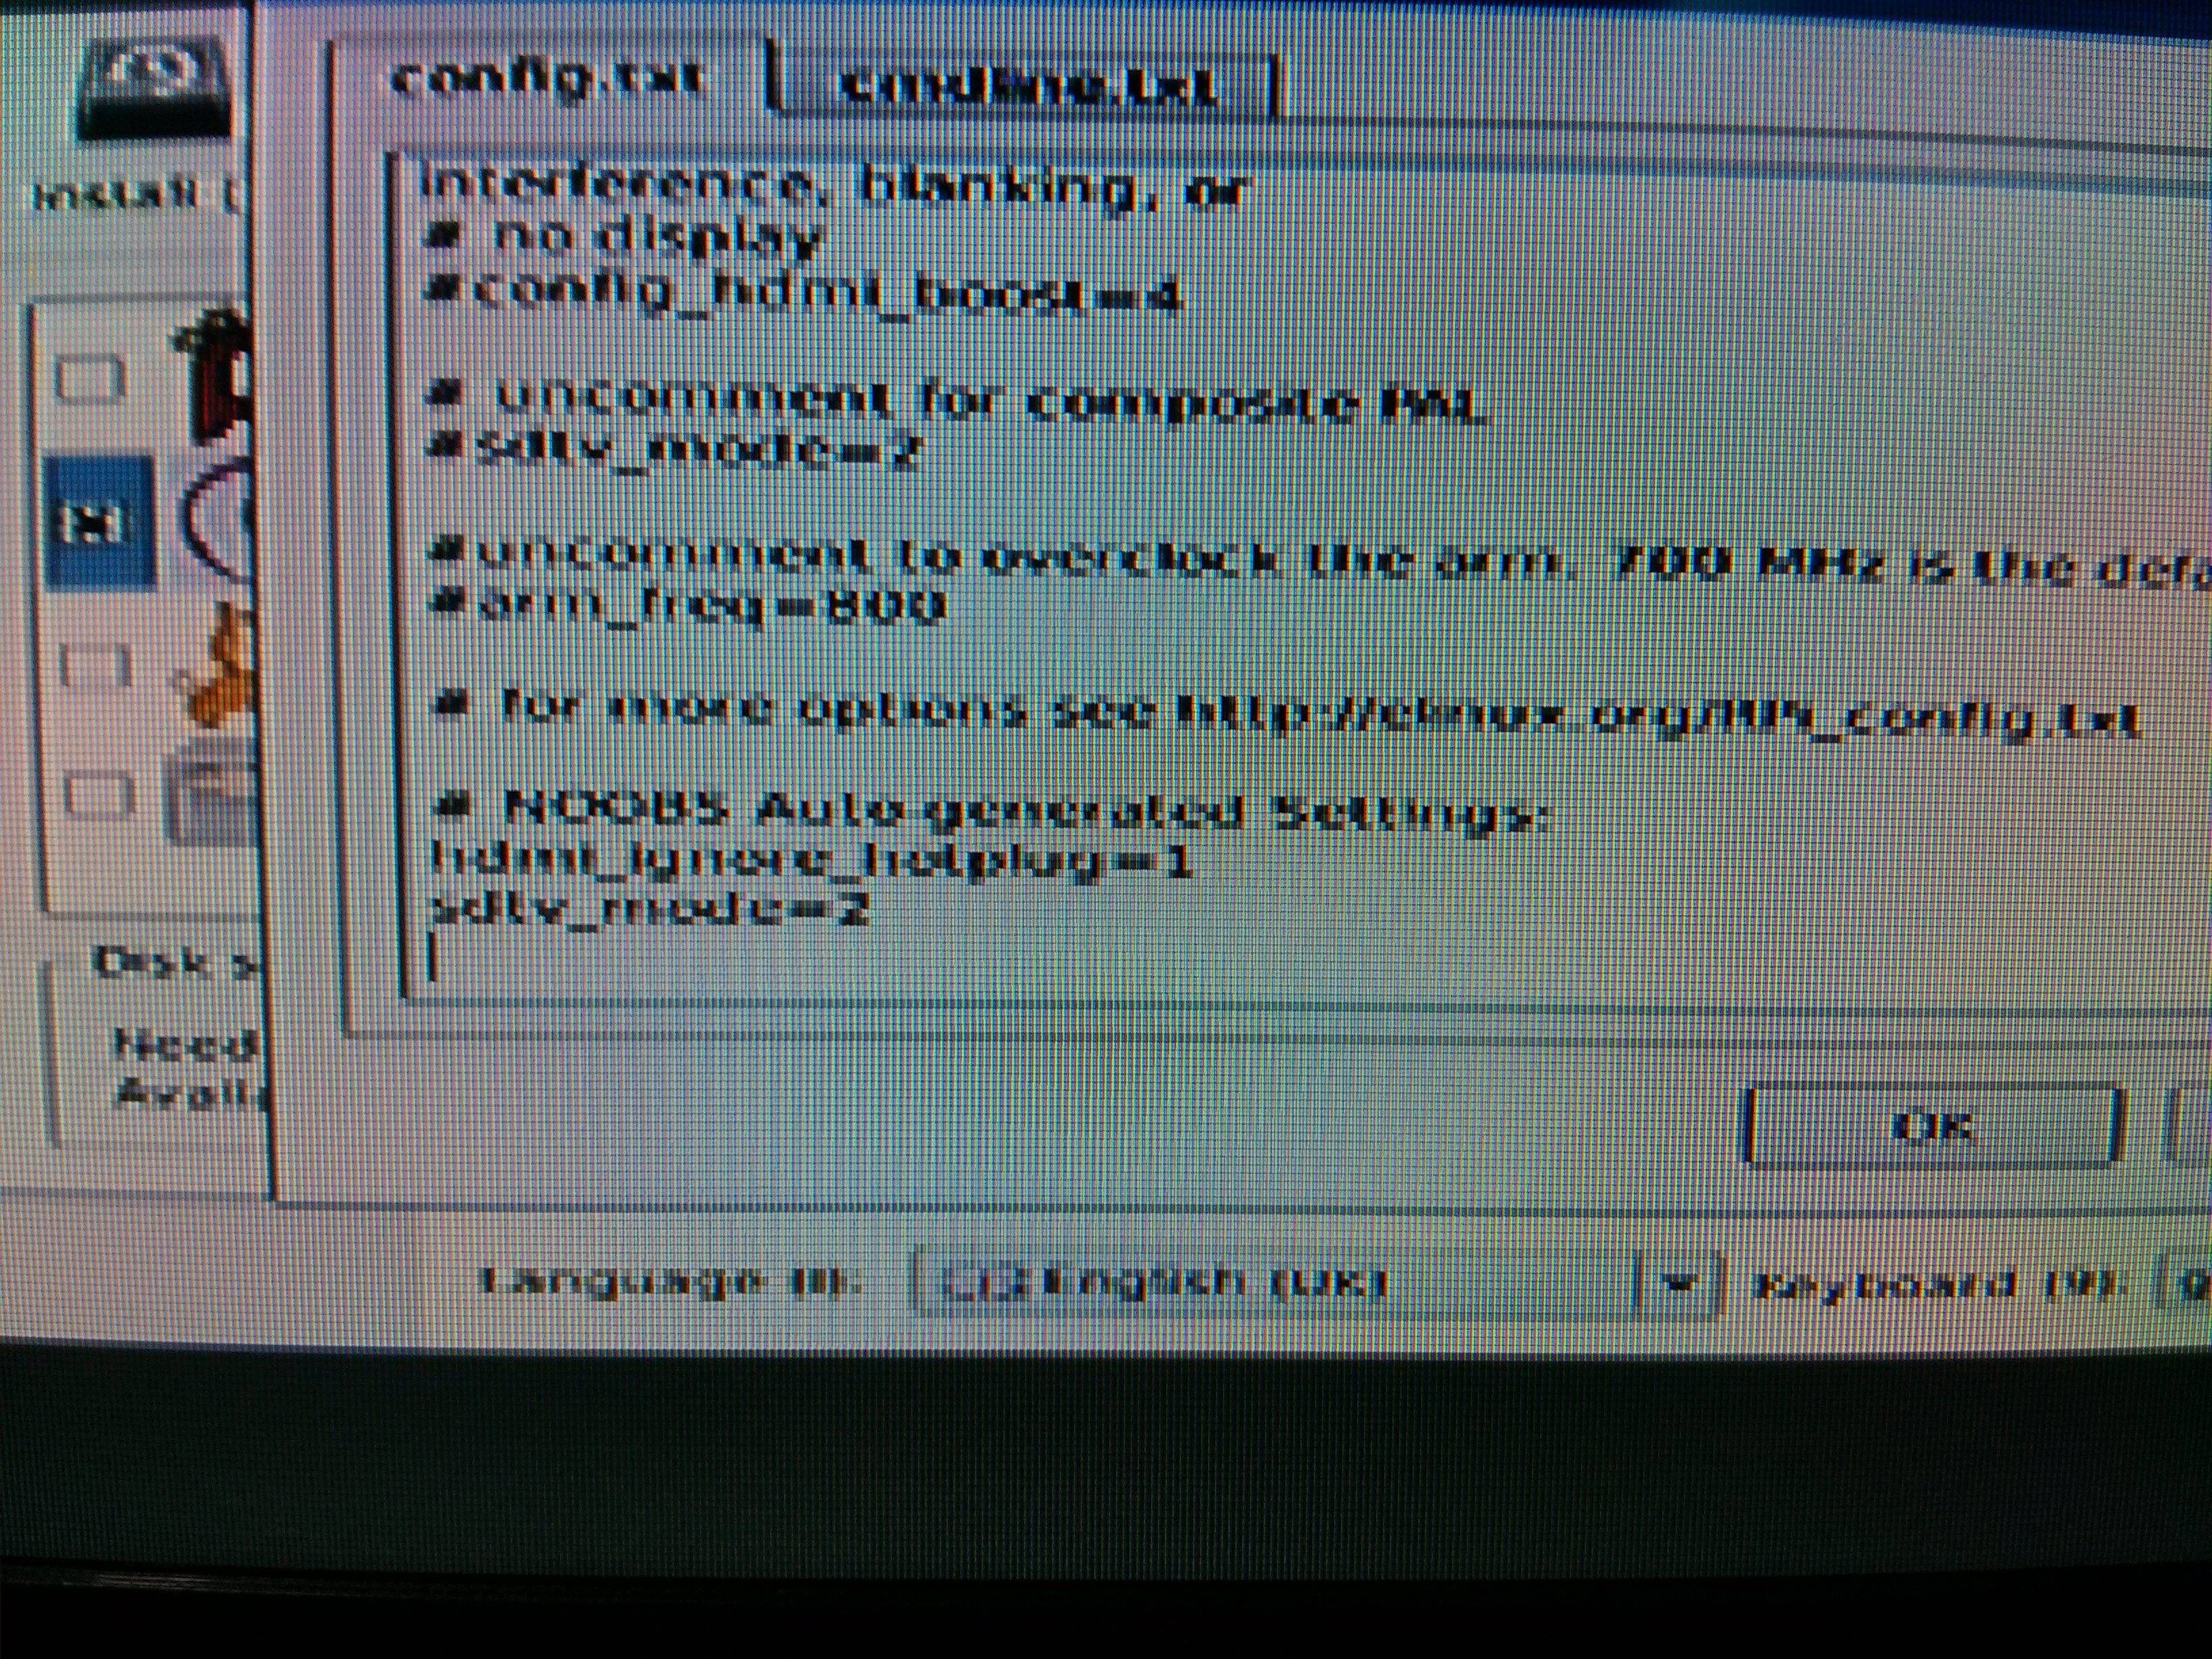 config.txt
cmdline.txt
Install
interference, blanking, or
# no display
#config_hdmi_boost=4
# uncomment for composite PAL
#sdtv_mode=2
#uncomment to overclock the arm. 700 MHz is the defa
#arm_freq=800
# for more options see http://elinux.org/RPi_config.txt
# NOOBS Auto-generated Settings:
hdmi_ignore_hotplug=1
sdtv_mode=2
Disk s
Need
Availa
OK
Language (l):
English (UK)
Keyboard (9):